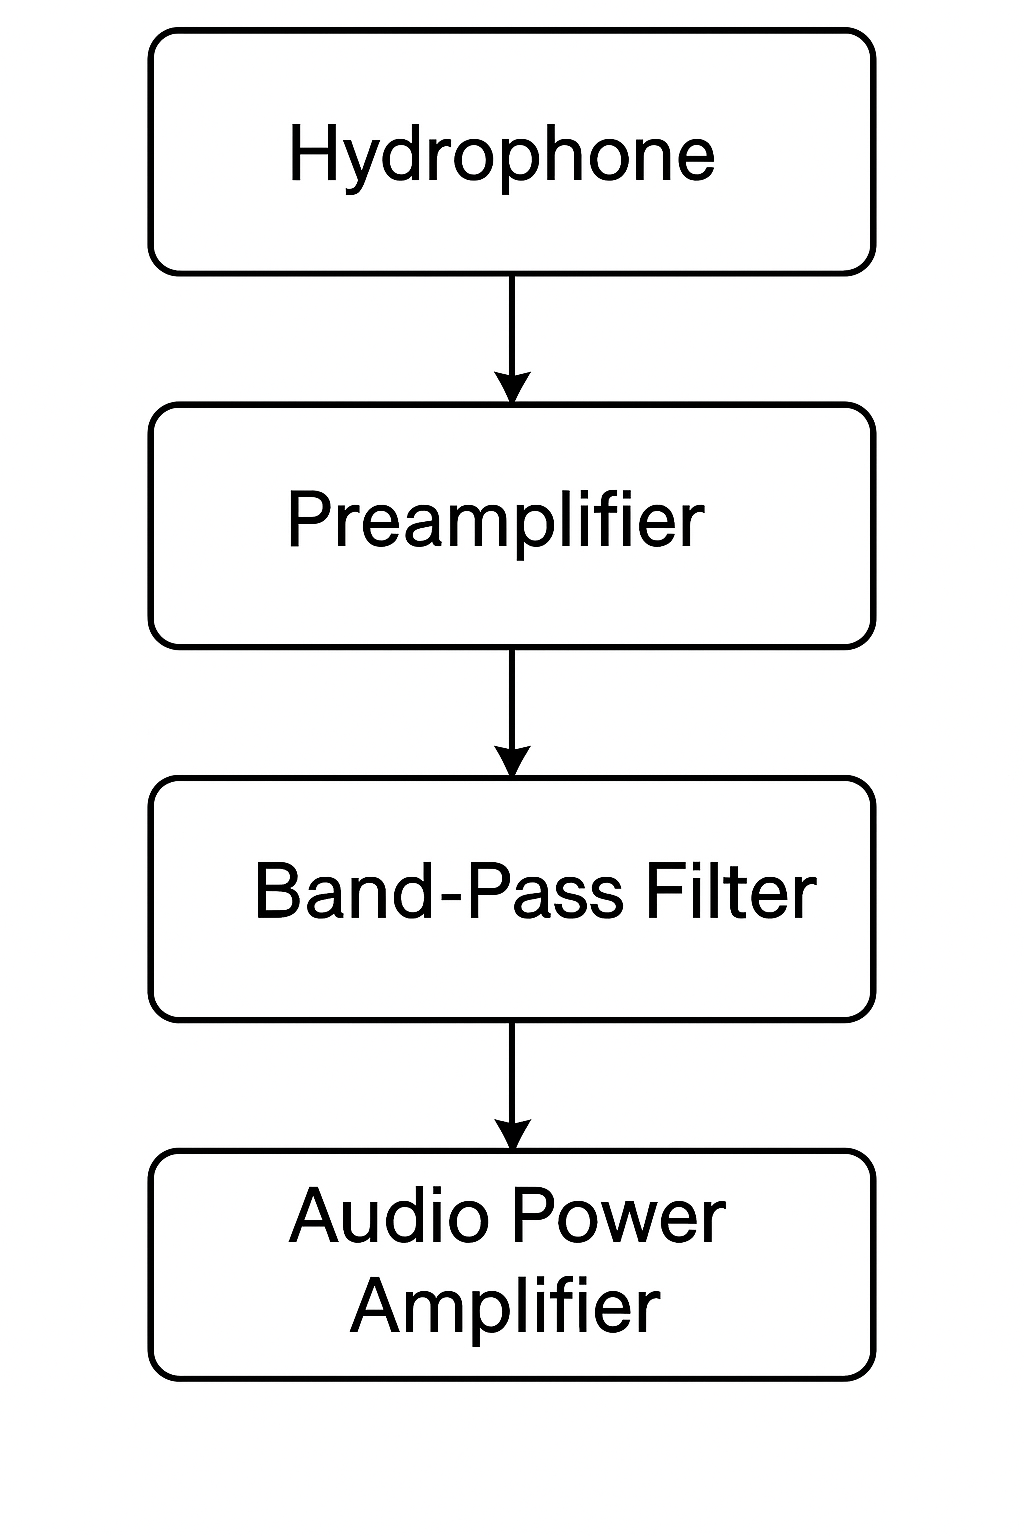 Hydrophone
Preamplifier
Band-Pass Filter
Audio Power
Amplifier